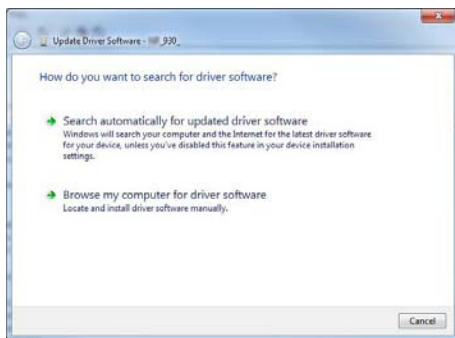 Update Driver Software - _930_
How do you want to search for driver software?
Search automatically for updated driver software
Windows will search your computer and the Internet for the latest driver software
for your device, unless you've disabled this feature in your device installation
settings.
Browse my computer for driver software
Locate and install driver software manually.
Cancel